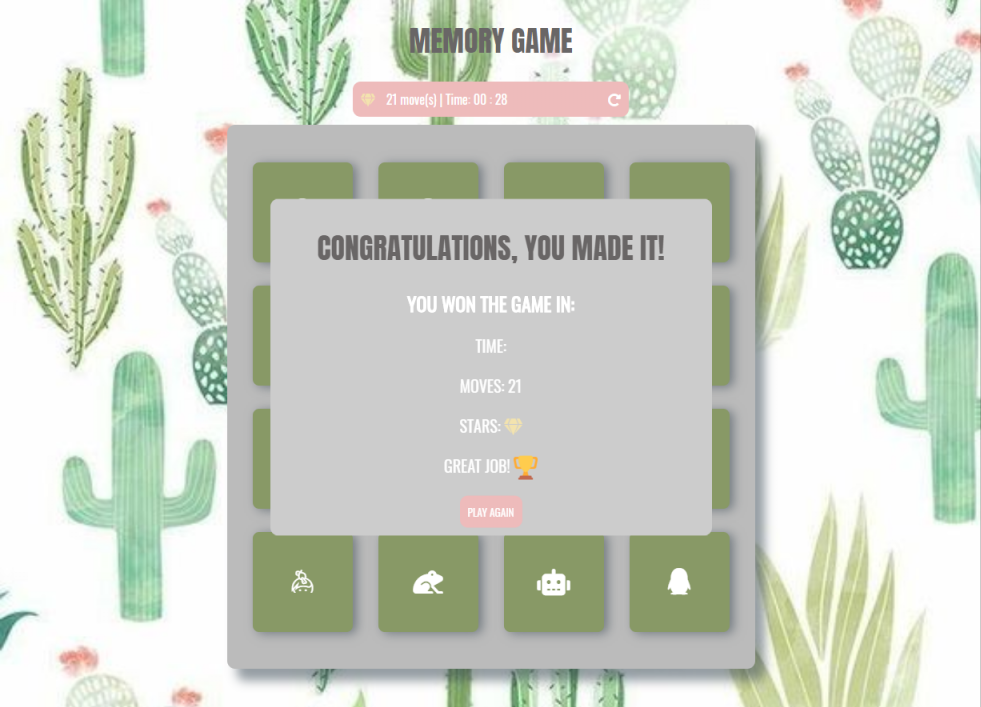 MEMORY GAME
21 move(s) | Time: 00 : 28
CONGRATULATIONS, YOU MADE IT!
YOU WON THE GAME IN:
TIME:
MOVES: 21
STARS:
GREAT JOB!
PLAY AGAIN